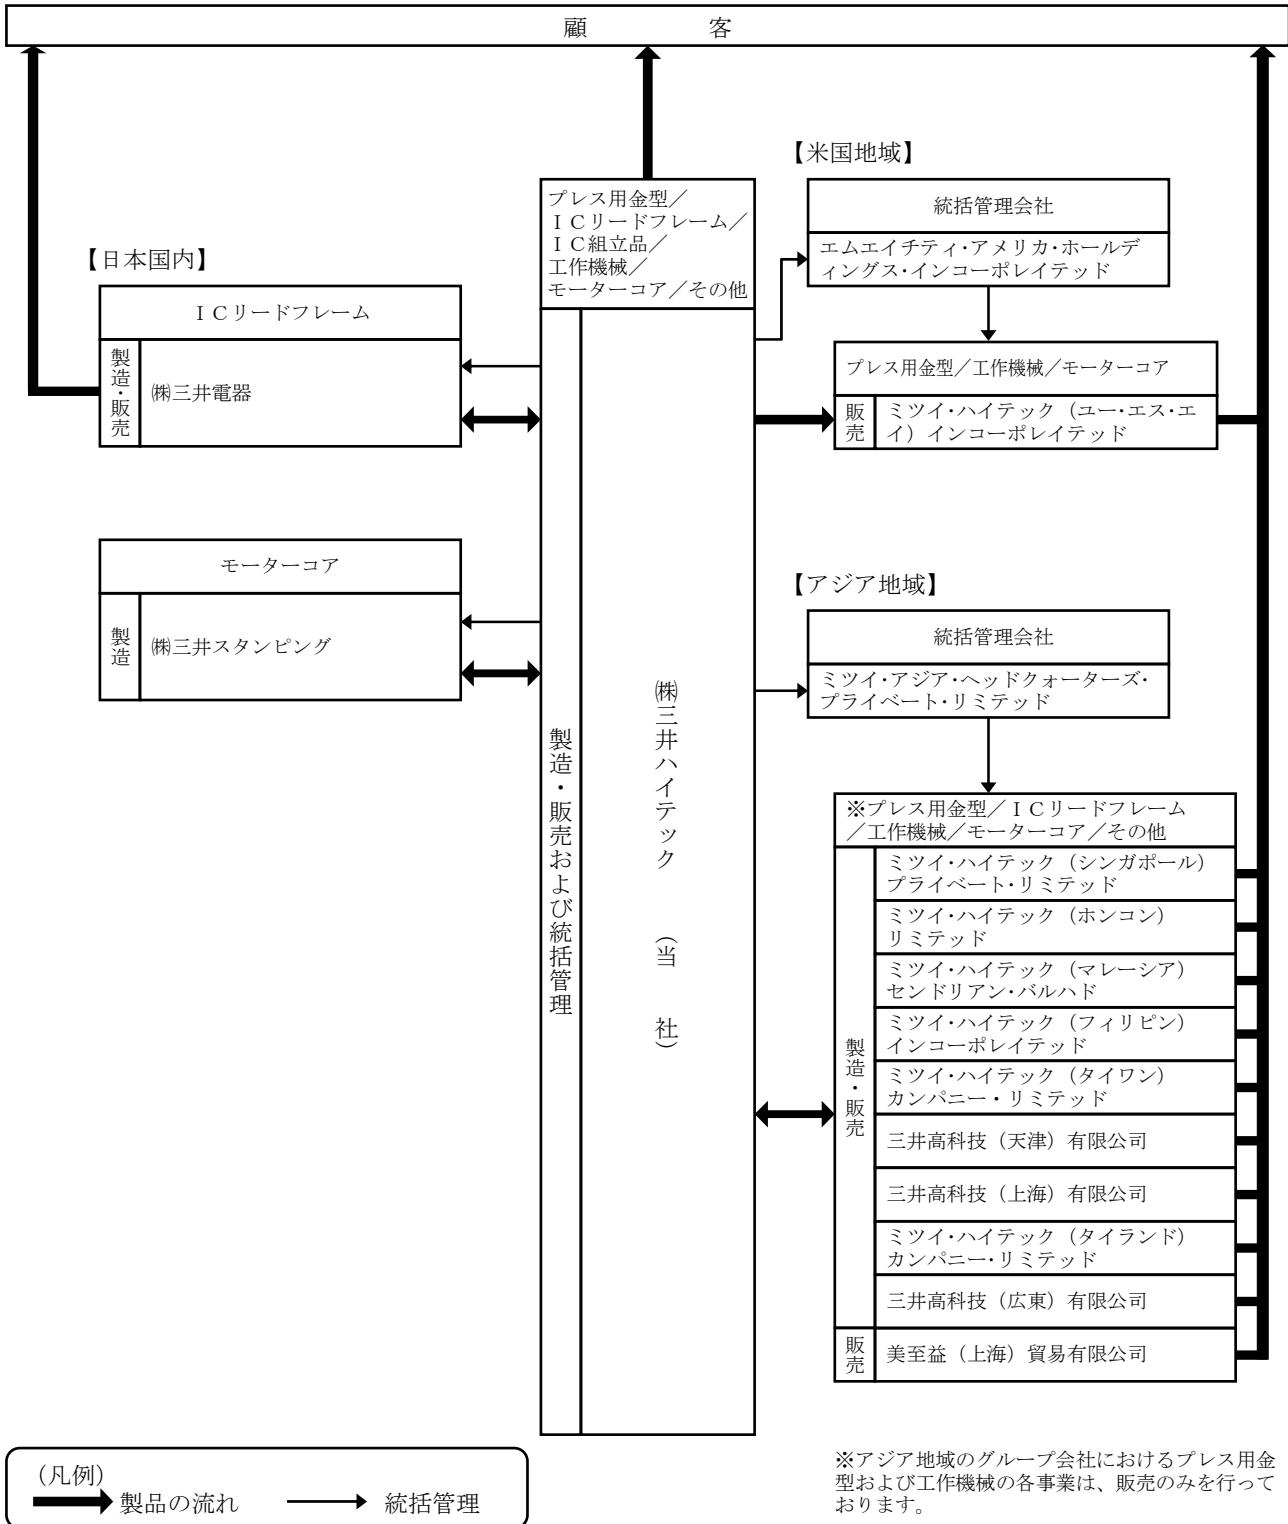 顧客
【米国地域】
統括管理会社
エムエイチティ・アメリカ・ホールデ
ィングス・インコーポレイテッド
プレス用金型／工作機械／モーターコア
販売
ミツイ・ハイテック（ユー・エス・エ
イ）インコーポレイテッド
プレス用金型／
ＩＣリードフレーム／
ＩＣ組立品／
工作機械／
モーターコア／その他
製造・販売および統括管理
㈱三井ハイテック（当社）
【日本国内】
ＩＣリードフレーム
製造・販売
㈱三井電器
モーターコア
製造
㈱三井スタンピング
【アジア地域】
統括管理会社
ミツイ・アジア・ヘッドクォーターズ・
プライベート・リミテッド
※プレス用金型／ＩＣリードフレーム
／工作機械／モーターコア／その他
製造・販売
ミツイ・ハイテック（シンガポール）
プライベート・リミテッド
ミツイ・ハイテック（ホンコン）
リミテッド
ミツイ・ハイテック（マレーシア）
センドリアン・バルハド
ミツイ・ハイテック（フィリピン）
インコーポレイテッド
ミツイ・ハイテック（タイワン）
カンパニー・リミテッド
三井高科技（天津）有限公司
三井高科技（上海）有限公司
ミツイ・ハイテック（タイランド）
カンパニー・リミテッド
三井高科技（広東）有限公司
販売
美至益（上海）貿易有限公司
（凡例）
製品の流れ 統括管理
※アジア地域のグループ会社におけるプレス用金
型および工作機械の各事業は、販売のみを行って
おります。